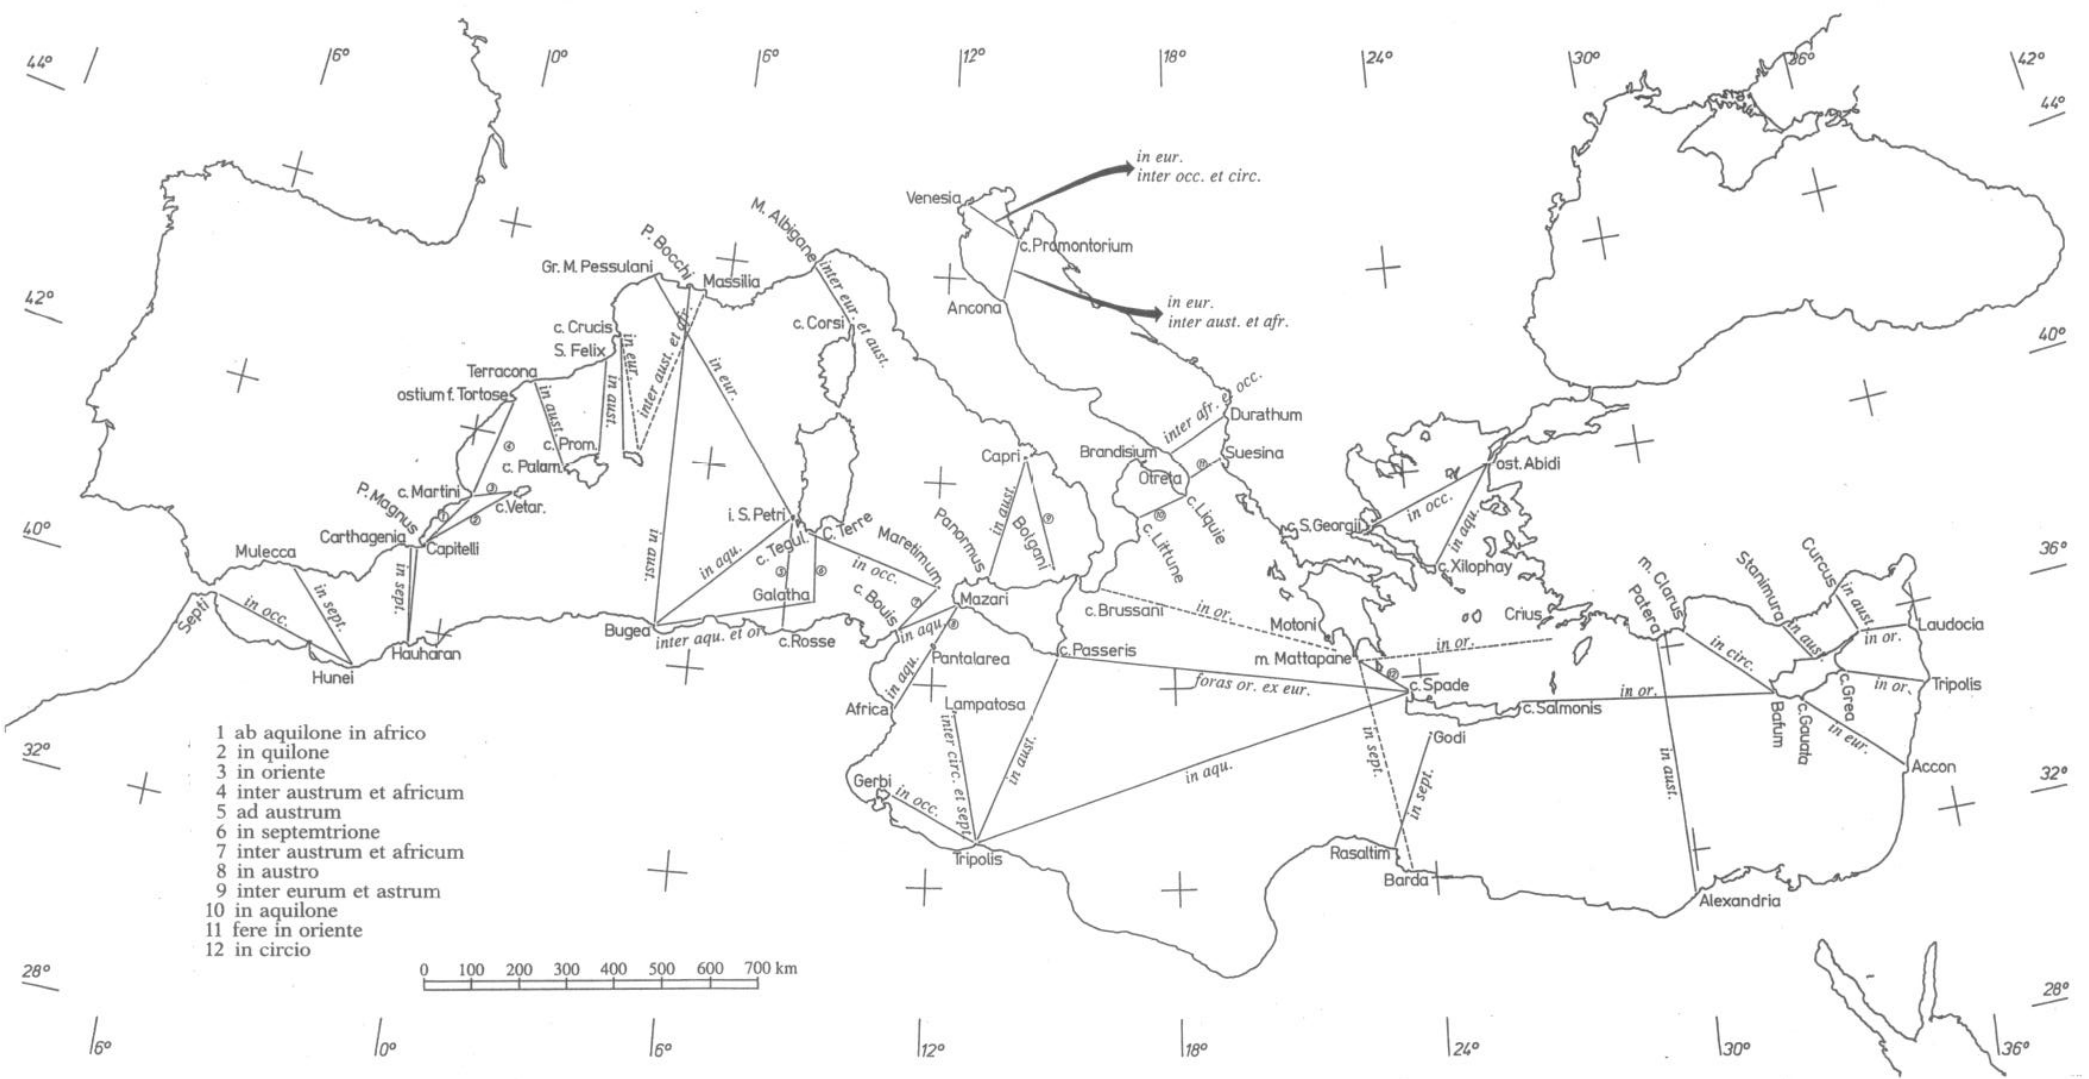 44°
6°
0°
6°
12°
18°
24°
30°
36°
42°
44°
in eur.
inter occ. et circ.
Venesia
c. Promontorium
M. Albigane
P. Bocchi
Gr. M. Pessulani
Massilia
inter eur. et aust.
42°
Ancona
in eur.
inter aust. et afr.
40°
c. Crucis
c. Corsi
S. Felix
in eur.
inter aust. et afr.
in eur.
Terracona
ostium f. Tortose
in aust.
in aust.
inter afr. et occ.
Durathum
4
c. Prom.
c. Palam.
Capri
Brandisium
Suesina
11
Otreta
ost. Abidi
P. Magnus
c. Martini
3
c. Vetar.
1
2
in aust.
9
Bolgani
10
c. Liquie
in occ.
c. S. Georgii
in aqu.
40°
Carthagenia
Capitelli
i. S. Petri
c. Tegul.
C. Terre
Maretimum
Panormus
c. Littune
c. Xilophay
36°
Mulecca
in sept.
in sept.
in aust.
in aqu.
5
6
in occ.
m. Clarus
Stanimura
Curcus
in aust.
Septi
in occ.
Galatha
c. Bouis
7
Mazari
c. Brussani
in or.
Motoni
Crius
Patera
in aust.
Laudocia
in or.
Bugea
inter aqu. et or
c. Rosse
in aqu.
8
Hauharan
Hunei
Pantalarea
c. Passeris
m. Mattapane
in or.
in circ.
in aqu.
foras or. ex eur.
12
c. Spade
in or.
c. Grea
in or.
Tripolis
Africa
Lampatosa
c. Salmonis
Bafum
c. Gauata
in eur.
1 ab aquilone in africo
2 in quilone
3 in oriente
4 inter austrum et africum
5 ad austrum
6 in septemtrione
7 inter austrum et africum
8 in austro
9 inter eurum et astrum
10 in aquilone
11 fere in oriente
12 in circio
32°
inter circ. et sept.
in aust.
in aqu.
in sept.
Godi
in sept.
in aust.
Accon
32°
Gerbi
in occ.
Tripolis
Rasaltim
Barda
Alexandria
28°
0 100 200 300 400 500 600 700 km
28°
6°
0°
6°
12°
18°
24°
30°
36°